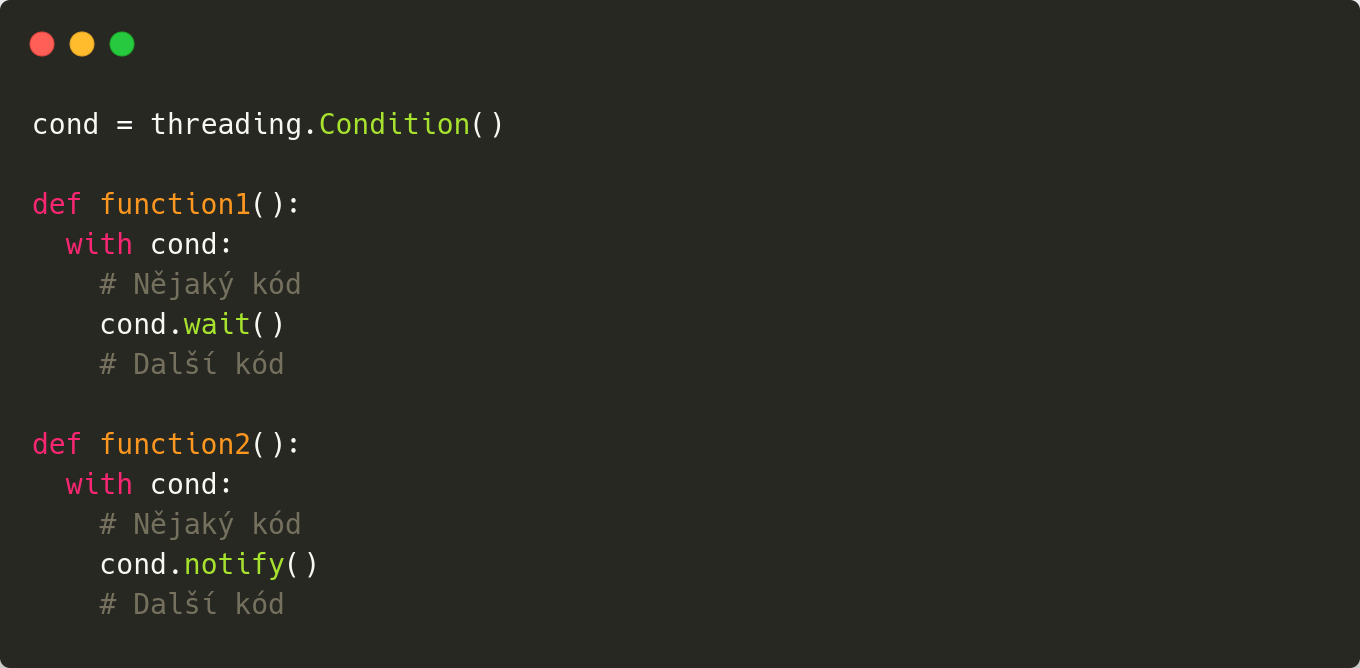 cond = threading.Condition()
def function1():
  with cond:
    # Nějaký kód
    cond.wait()
    # Další kód
def function2():
  with cond:
    # Nějaký kód
    cond.notify()
    # Další kód